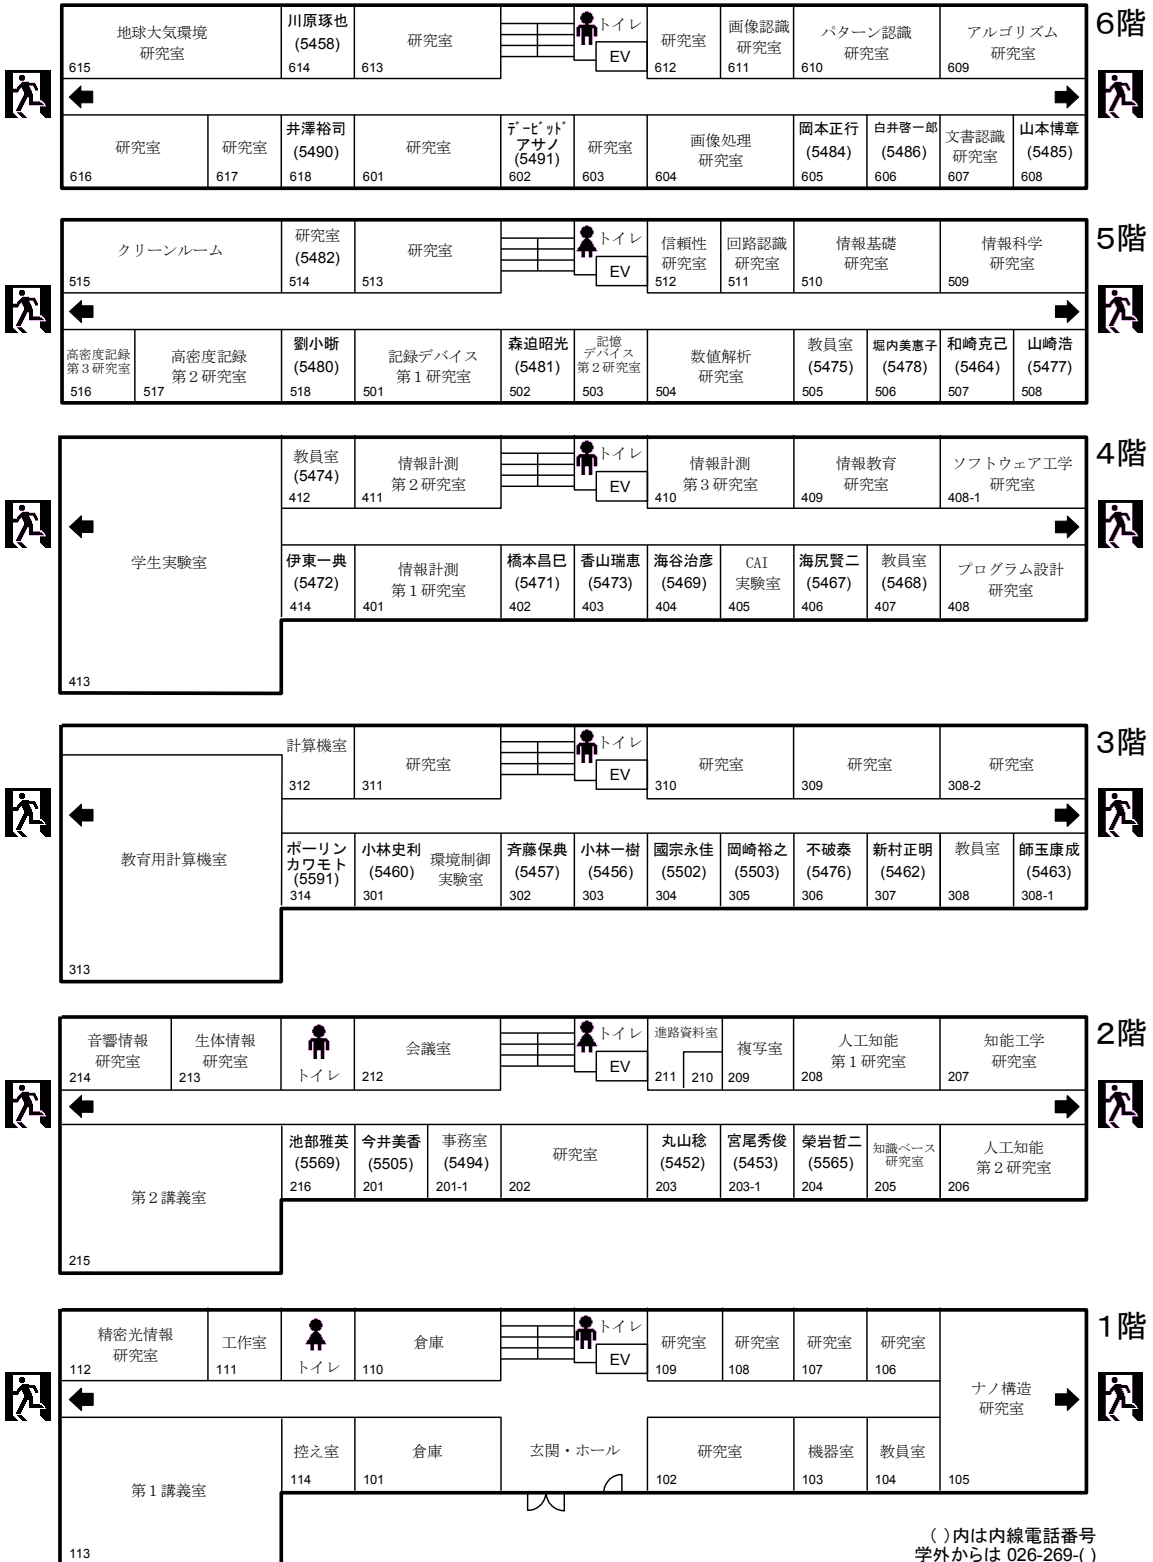 6階
地球大気環境
研究室
615
川原琢也
(5458)
614
研究室
613
トイレ
EV
研究室
612
画像認識
研究室
611
パターン認識
研究室
610
アルゴリズム
研究室
609
研究室
616
研究室
617
井澤裕司
(5490)
618
研究室
601
デービッド
アサノ
(5491)
602
研究室
603
画像処理
研究室
604
岡本正行
(5484)
605
白井啓一郎
(5486)
606
文書認識
研究室
607
山本博章
(5485)
608
5階
クリーンルーム
515
研究室
(5482)
514
研究室
513
トイレ
EV
信頼性
研究室
512
回路認識
研究室
511
情報基礎
研究室
510
情報科学
研究室
509
高密度記録
第3研究室
516
高密度記録
第2研究室
517
劉小晰
(5480)
518
記録デバイス
第1研究室
501
森迫昭光
(5481)
502
記憶
デバイス
第2研究室
503
数値解析
研究室
504
教員室
(5475)
505
堀内美恵子
(5478)
506
和崎克己
(5464)
507
山崎浩
(5477)
508
4階
学生実験室
413
教員室
(5474)
412
情報計測
第2研究室
411
トイレ
EV
情報計測
第3研究室
410
情報教育
研究室
409
ソフトウェア工学
研究室
408-1
伊東一典
(5472)
414
情報計測
第1研究室
401
橋本昌巳
(5471)
402
香山瑞恵
(5473)
403
海谷治彦
(5469)
404
CAI
実験室
405
海尻賢二
(5467)
406
教員室
(5468)
407
プログラム設計
研究室
408
3階
教育用計算機室
313
計算機室
312
研究室
311
トイレ
EV
研究室
310
研究室
309
研究室
308-2
ポーリン
カワモト
(5591)
314
小林史利
(5460)
301
環境制御
実験室
斉藤保典
(5457)
302
小林一樹
(5456)
303
國宗永佳
(5502)
304
岡崎裕之
(5503)
305
不破泰
(5476)
306
新村正明
(5462)
307
教員室
308
師玉康成
(5463)
308-1
2階
音響情報
研究室
214
生体情報
研究室
213
トイレ
会議室
212
トイレ
EV
進路資料室
211
210
複写室
209
人工知能
第1研究室
208
知能工学
研究室
207
第2講義室
215
池部雅英
(5569)
216
今井美香
(5505)
201
事務室
(5494)
201-1
研究室
202
丸山稔
(5452)
203
宮尾秀俊
(5453)
203-1
榮岩哲二
(5565)
204
知識ベース
研究室
205
人工知能
第2研究室
206
1階
精密光情報
研究室
112
工作室
111
トイレ
倉庫
110
トイレ
EV
研究室
109
研究室
108
研究室
107
研究室
106
ナノ構造
研究室
105
第1講義室
113
控え室
114
倉庫
101
玄関・ホール
研究室
102
機器室
103
教員室
104
( )内は内線電話番号
学外からは 026-269-( )